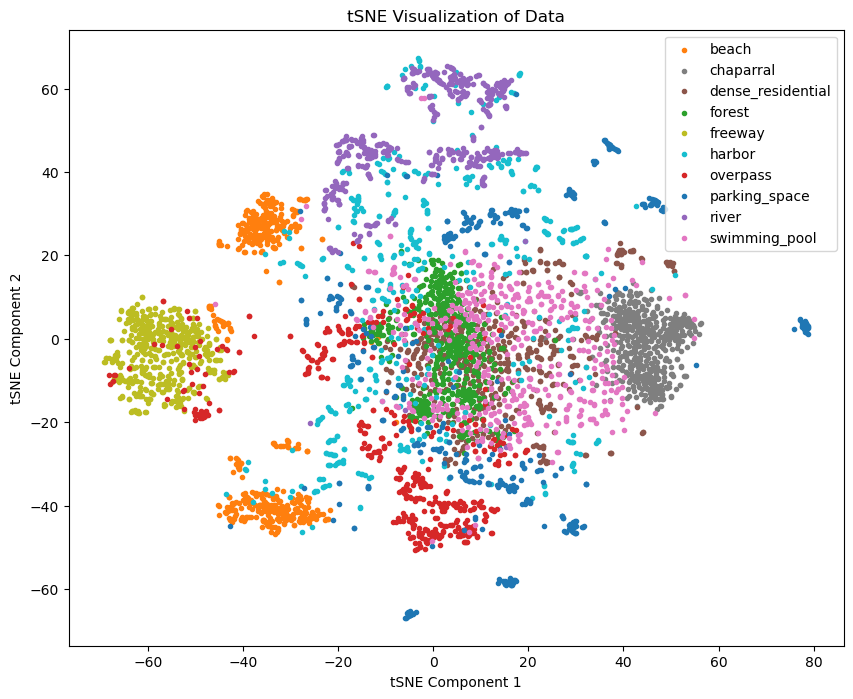 tSNE Visualization of Data
beach
chaparral
dense_residential
forest
freeway
harbor
overpass
parking_space
river
swimming_pool
60
40
20
0
−20
−40
−60
tSNE Component 2
−60 −40 −20 0 20 40 60 80
tSNE Component 1